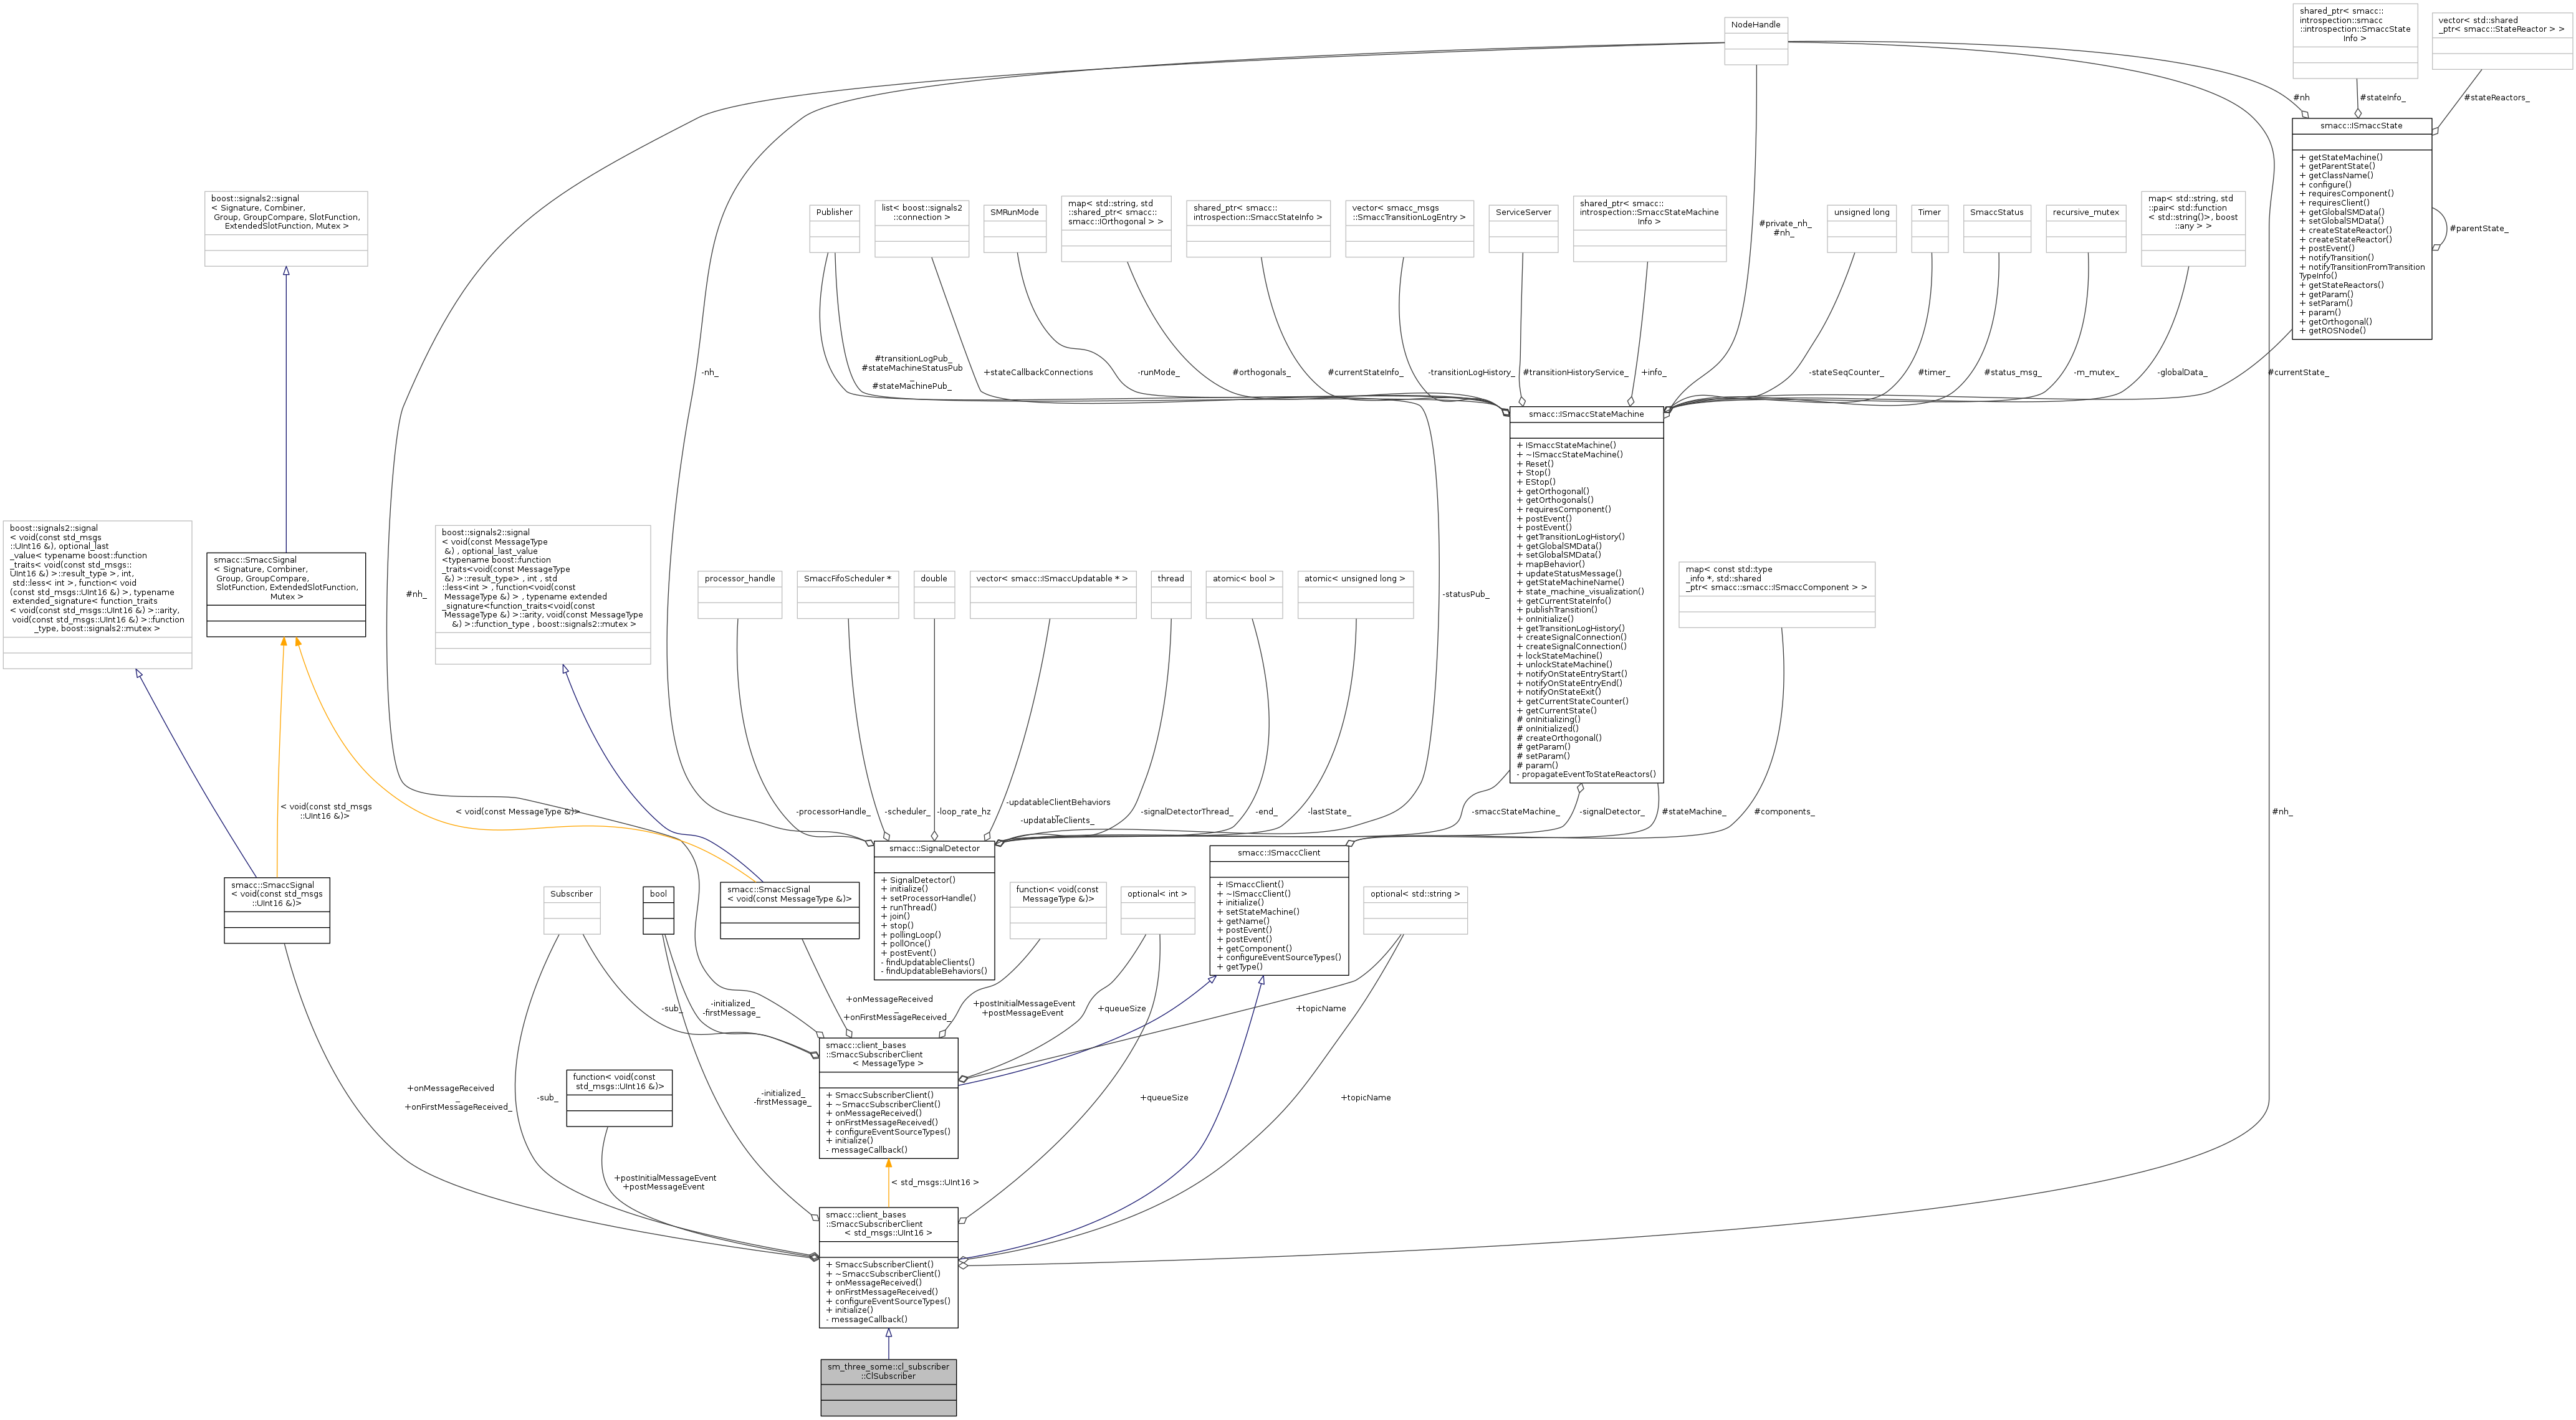 NodeHandle
shared_ptr< smacc::
introspection::smacc
::introspection::SmaccState
Info >
vector< std::shared
_ptr< smacc::StateReactor > >
#nh
#stateInfo_
#stateReactors_
smacc::ISmaccState
+ getStateMachine()
+ getParentState()
+ getClassName()
+ configure()
+ requiresComponent()
+ requiresClient()
+ getGlobalSMData()
+ setGlobalSMData()
+ createStateReactor()
+ createStateReactor()
+ postEvent()
+ notifyTransition()
+ notifyTransitionFromTransition
TypeInfo()
+ getStateReactors()
+ getParam()
+ setParam()
+ param()
+ getOrthogonal()
+ getROSNode()
#parentState_
boost::signals2::signal
< Signature, Combiner,
Group, GroupCompare, SlotFunction,
ExtendedSlotFunction, Mutex >
Publisher
list< boost::signals2
::connection >
SMRunMode
map< std::string, std
::shared_ptr< smacc::
smacc::IOrthogonal > >
shared_ptr< smacc::
introspection::SmaccStateInfo >
vector< smacc_msgs
::SmaccTransitionLogEntry >
ServiceServer
shared_ptr< smacc::
introspection::SmaccStateMachine
Info >
#private_nh_
#nh_
unsigned long
Timer
SmaccStatus
recursive_mutex
map< std::string, std
::pair< std::function
< std::string()>, boost
::any > >
-nh_
#transitionLogPub_
#stateMachineStatusPub
_
#stateMachinePub_
+stateCallbackConnections
-runMode_
#orthogonals_
#currentStateInfo_
-transitionLogHistory_
#transitionHistoryService_
+info_
-stateSeqCounter_
#timer_
#status_msg_
-m_mutex_
-globalData_
#currentState_
smacc::ISmaccStateMachine
+ ISmaccStateMachine()
+ ~ISmaccStateMachine()
+ Reset()
+ Stop()
+ EStop()
+ getOrthogonal()
+ getOrthogonals()
+ requiresComponent()
+ postEvent()
+ postEvent()
+ getTransitionLogHistory()
+ getGlobalSMData()
+ setGlobalSMData()
+ mapBehavior()
+ updateStatusMessage()
+ getStateMachineName()
+ state_machine_visualization()
+ getCurrentStateInfo()
+ publishTransition()
+ onInitialize()
+ getTransitionLogHistory()
+ createSignalConnection()
+ createSignalConnection()
+ lockStateMachine()
+ unlockStateMachine()
+ notifyOnStateEntryStart()
+ notifyOnStateEntryEnd()
+ notifyOnStateExit()
+ getCurrentStateCounter()
+ getCurrentState()
# onInitializing()
# onInitialized()
# createOrthogonal()
# getParam()
# setParam()
# param()
- propagateEventToStateReactors()
boost::signals2::signal
< void(const std_msgs
::UInt16 &), optional_last
_value< typename boost::function
_traits< void(const std_msgs::
UInt16 &) >::result_type >, int,
std::less< int >, function< void
(const std_msgs::UInt16 &) >, typename
extended_signature< function_traits
< void(const std_msgs::UInt16 &) >::arity,
void(const std_msgs::UInt16 &) >::function
_type, boost::signals2::mutex >
smacc::SmaccSignal
< Signature, Combiner,
Group, GroupCompare,
SlotFunction, ExtendedSlotFunction,
Mutex >
#nh_
boost::signals2::signal
< void(const MessageType
&) , optional_last_value
<typename boost::function
_traits<void(const MessageType
&) >::result_type> , int , std
::less<int > , function<void(const
MessageType &) > , typename extended
_signature<function_traits<void(const
MessageType &) >::arity, void(const MessageType
&) >::function_type , boost::signals2::mutex >
processor_handle
SmaccFifoScheduler *
double
vector< smacc::ISmaccUpdatable * >
thread
atomic< bool >
atomic< unsigned long >
-statusPub_
map< const std::type
_info *, std::shared
_ptr< smacc::smacc::ISmaccComponent > >
< void(const std_msgs
::UInt16 &)>
< void(const MessageType &)>
-processorHandle_
-scheduler_
-loop_rate_hz
-updatableClientBehaviors
_
-updatableClients_
-signalDetectorThread_
-end_
-lastState_
-smaccStateMachine_
-signalDetector_
#stateMachine_
#components_
#nh_
smacc::SignalDetector
+ SignalDetector()
+ initialize()
+ setProcessorHandle()
+ runThread()
+ join()
+ stop()
+ pollingLoop()
+ pollOnce()
+ postEvent()
- findUpdatableClients()
- findUpdatableBehaviors()
smacc::ISmaccClient
+ ISmaccClient()
+ ~ISmaccClient()
+ initialize()
+ setStateMachine()
+ getName()
+ postEvent()
+ postEvent()
+ getComponent()
+ configureEventSourceTypes()
+ getType()
smacc::SmaccSignal
< void(const std_msgs
::UInt16 &)>
Subscriber
bool
smacc::SmaccSignal
< void(const MessageType &)>
function< void(const
MessageType &)>
optional< int >
optional< std::string >
-sub_
-initialized_
-firstMessage_
+onMessageReceived
_
+onFirstMessageReceived_
+postInitialMessageEvent
+postMessageEvent
+queueSize
+topicName
smacc::client_bases
::SmaccSubscriberClient
< MessageType >
+ SmaccSubscriberClient()
+ ~SmaccSubscriberClient()
+ onMessageReceived()
+ onFirstMessageReceived()
+ configureEventSourceTypes()
+ initialize()
- messageCallback()
+onMessageReceived
_
+onFirstMessageReceived_
-sub_
function< void(const
std_msgs::UInt16 &)>
-initialized_
-firstMessage_
+queueSize
+topicName
+postInitialMessageEvent
+postMessageEvent
< std_msgs::UInt16 >
smacc::client_bases
::SmaccSubscriberClient
< std_msgs::UInt16 >
+ SmaccSubscriberClient()
+ ~SmaccSubscriberClient()
+ onMessageReceived()
+ onFirstMessageReceived()
+ configureEventSourceTypes()
+ initialize()
- messageCallback()
sm_three_some::cl_subscriber
::ClSubscriber